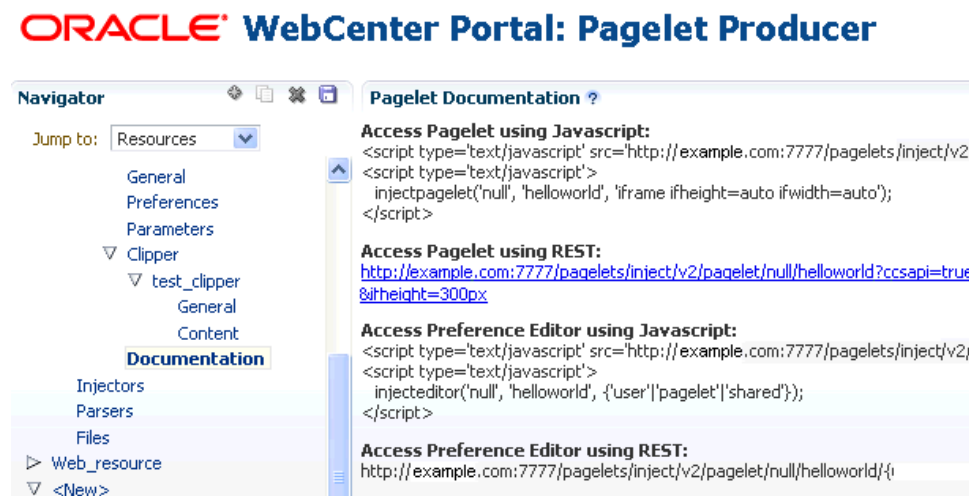 ORACLE WebCenter Portal: Pagelet Producer
Navigator
Jump to: Resources
General
Preferences
Parameters
Clipper
test_clipper
General
Content
Documentation
Injectors
Parsers
Files
Web_resource
<New>
Pagelet Documentation ?
Access Pagelet using Javascript:
<script type='text/javascript' src='http://example.com:7777/pagelets/inject/v2
<script type='text/javascript'>
injectpagelet('null', 'helloworld', 'iframe ifheight=auto ifwidth=auto');
</script>
Access Pagelet using REST:
http://example.com:7777/pagelets/inject/v2/pagelet/null/helloworld?ccsapi=true
&ifheight=300px
Access Preference Editor using Javascript:
<script type='text/javascript' src='http://example.com:7777/pagelets/inject/v2/
<script type='text/javascript'>
injecteditor('null', 'helloworld', {'user'|'pagelet'|'shared'});
</script>
Access Preference Editor using REST:
http://example.com:7777/pagelets/inject/v2/pagelet/null/helloworld/{